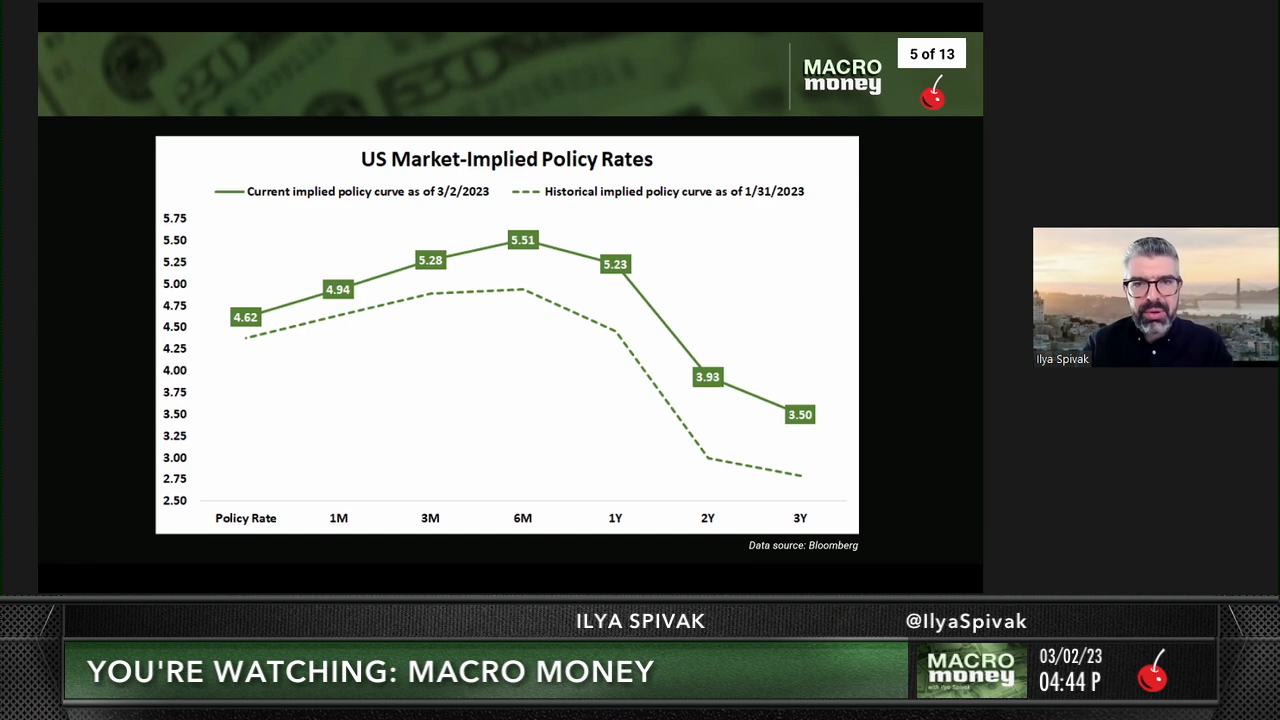 MACRO
money
5 of 13
US Market-Implied Policy Rates
Current implied policy curve as of 3/2/2023
Historical implied policy curve as of 1/31/2023
5.75
5.50
5.25
5.00
4.75
4.50
4.25
4.00
3.75
3.50
3.25
3.00
2.75
2.50
4.62
4.94
5.28
5.51
5.23
3.93
3.50
Policy Rate 1M 3M 6M 1Y 2Y 3Y
Data source: Bloomberg
Ilya Spivak
ILYA SPIVAK @IlyaSpivak
YOU'RE WATCHING: MACRO MONEY
MACRO
money
with Ilya Spivak
03/02/23
04:44 P